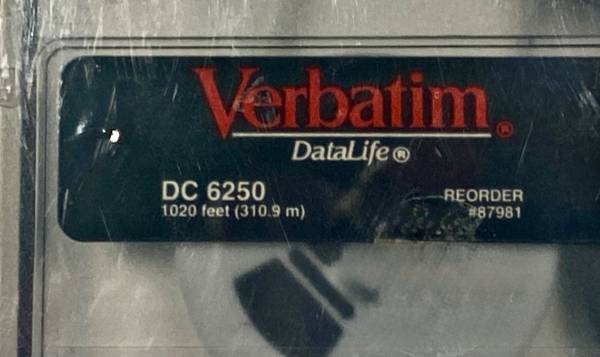 Verbatim®
DataLife®
DC 6250
1020 feet (310.9 m)
REORDER
#87981